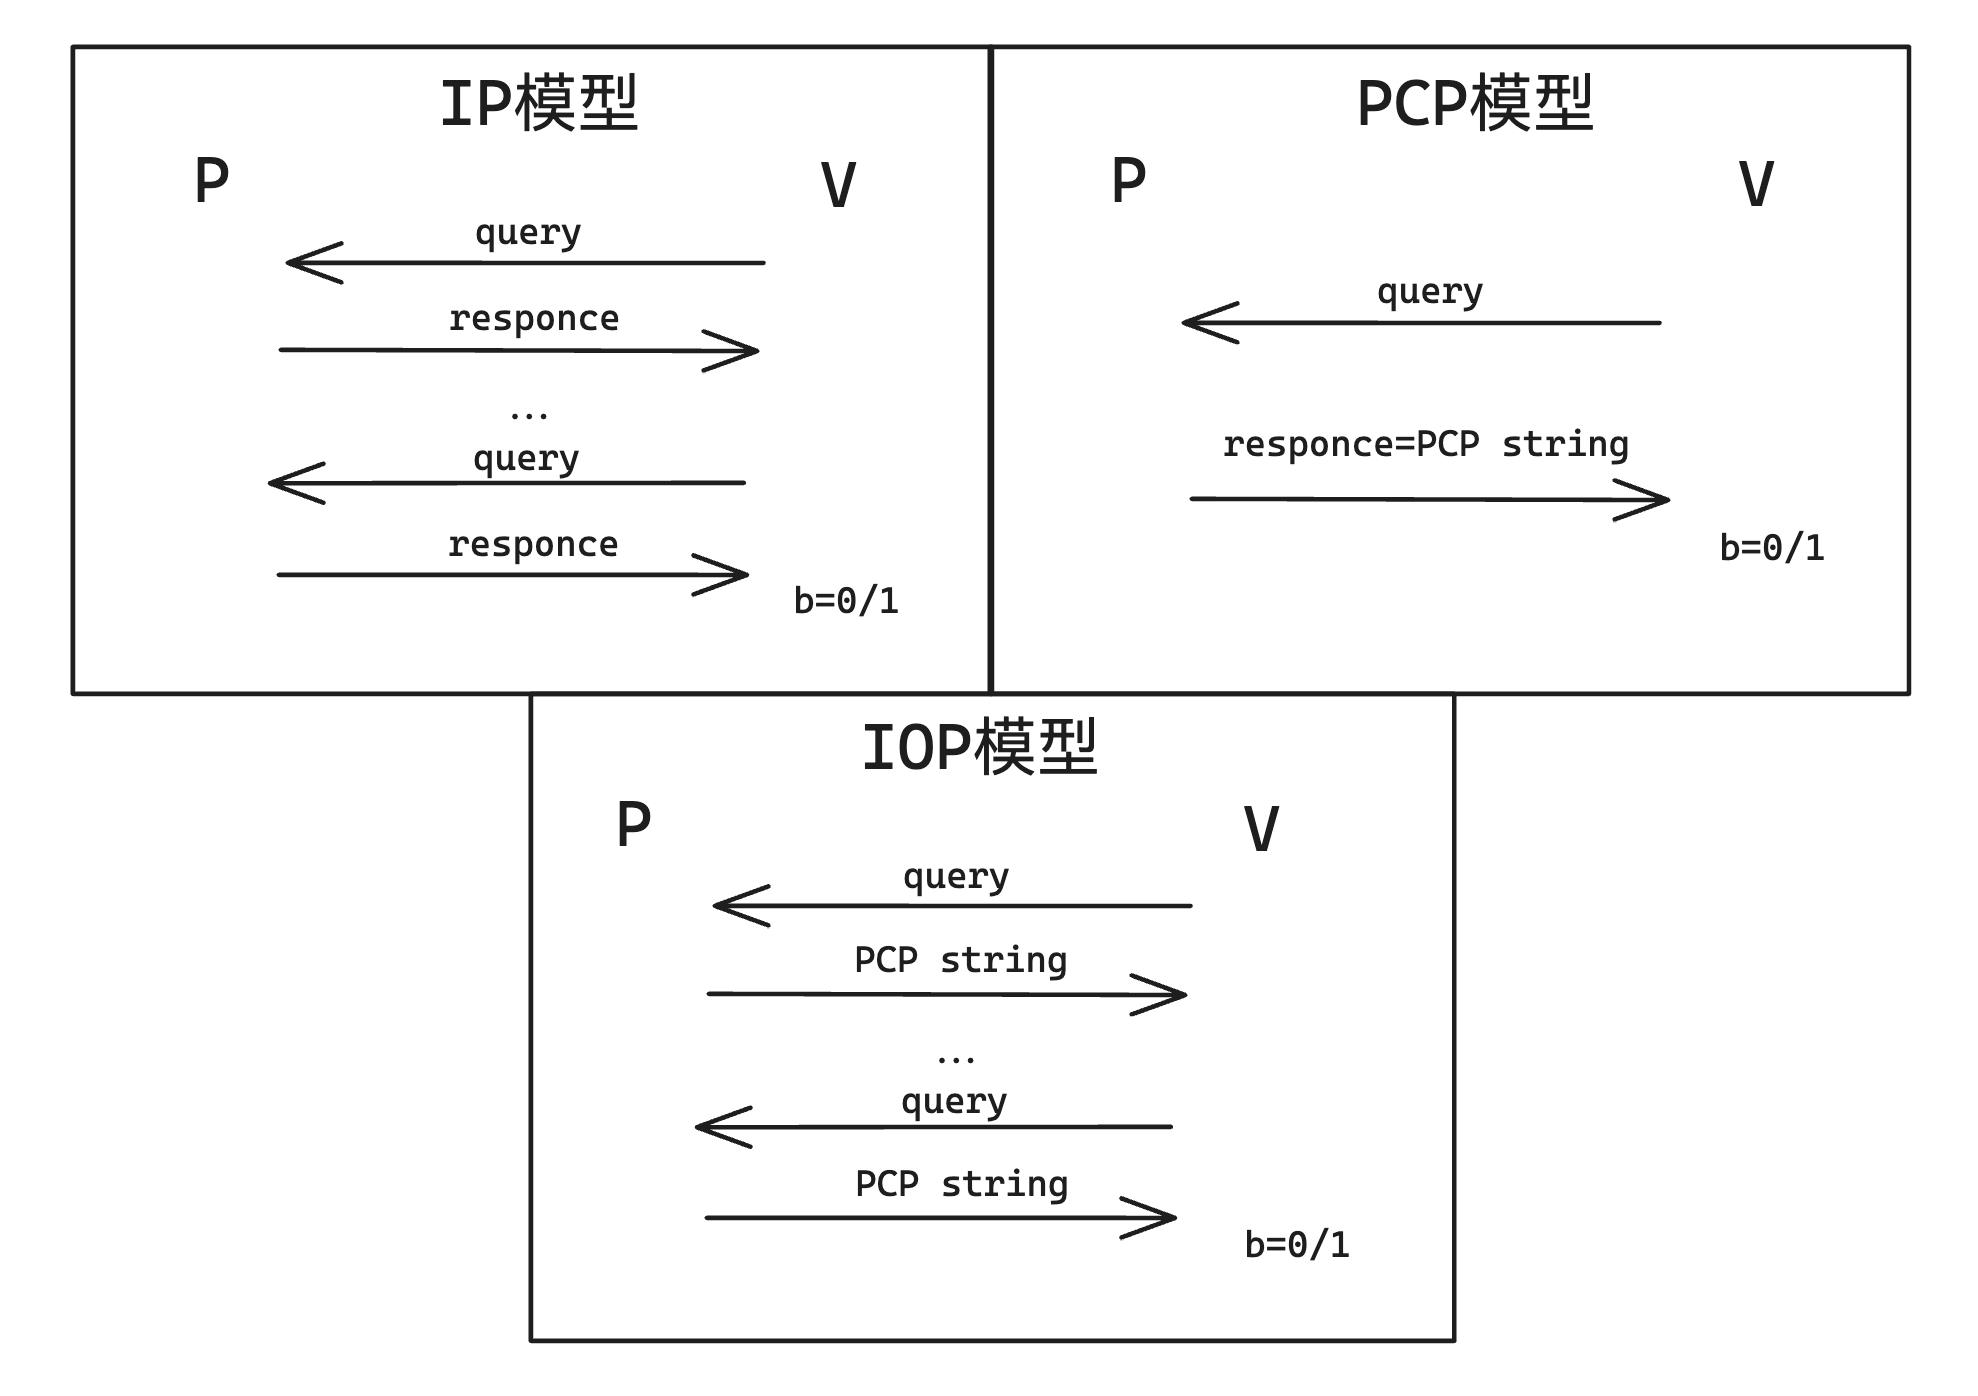 IP模型
P
V
query
responce
...
query
responce
b=0/1
PCP模型
P
V
query
responce=PCP string
b=0/1
IOP模型
P
V
query
PCP string
...
query
PCP string
b=0/1